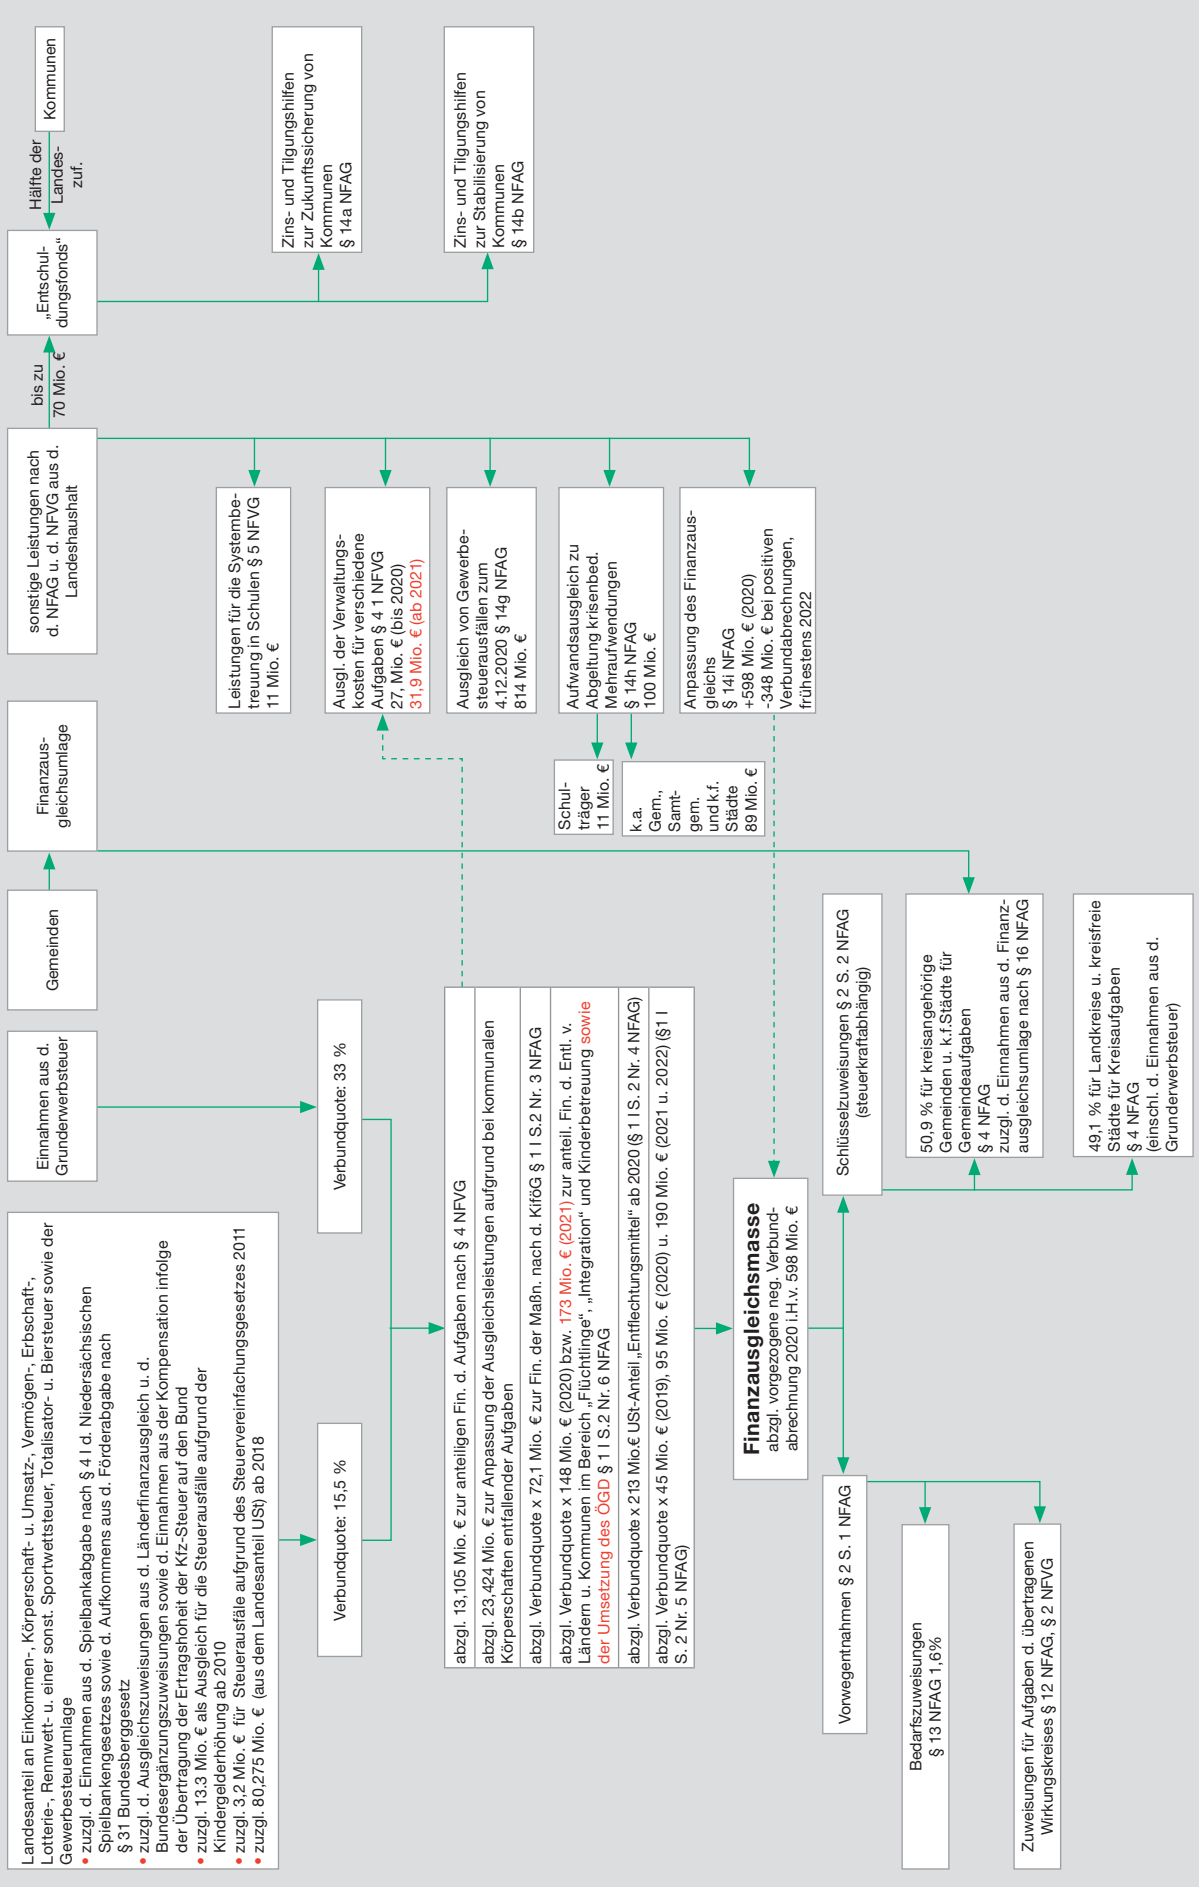 Landesanteil an Einkommen-, Körperschaft- u. Umsatz-, Vermögen-, Erbschaft-,
Lotterie-, Rennwett- u. einer sonst. Sportwettsteuer, Totalisator- u. Biersteuer sowie der
Gewerbesteuerumlage
• zuzgl. d. Einnahmen aus d. Spielbankabgabe nach § 4 I d. Niedersächsischen
Spielbankengesetzes sowie d. Aufkommens aus d. Förderabgabe nach
§ 31 Bundesberggesetz
• zuzgl. d. Ausgleichszuweisungen aus d. Länderfinanzausgleich u. d.
Bundesergänzungszuweisungen sowie d. Einnahmen aus der Kompensation infolge
der Übertragung der Ertragshoheit der Kfz-Steuer auf den Bund
• zuzgl. 13.3 Mio. € als Ausgleich für die Steuerausfälle aufgrund der
Kindergelderhöhung ab 2010
• zuzgl. 3,2 Mio. € für Steuerausfäle aufgrund des Steuervereinfachungsgesetzes 2011
• zuzgl. 80,275 Mio. € (aus dem Landesanteil USt) ab 2018
Einnahmen aus d.
Grunderwerbsteuer
Gemeinden
Finanzaus-
gleichsumlage
sonstige Leistungen nach
d. NFAG u. d. NFVG aus d.
Landeshaushalt
bis zu
70 Mio. €
„Entschul-
dungsfonds“
Hälfte der
Landes-
zuf.
Kommunen
Verbundquote: 15,5 %
Verbundquote: 33 %
Leistungen für die Systembe-
treuung in Schulen § 5 NFVG
11 Mio. €
Zins- und Tilgungshilfen
zur Zukunftssicherung von
Kommunen
§ 14a NFAG
Ausgl. der Verwaltungs-
kosten für verschiedene
Aufgaben § 4 1 NFVG
27, Mio. € (bis 2020)
31,9 Mio. € (ab 2021)
Zins- und Tilgungshilfen
zur Stabilisierung von
Kommunen
§ 14b NFAG
Ausgleich von Gewerbe-
steuerausfällen zum
4.12.2020 § 14g NFAG
814 Mio. €
abzgl. 13,105 Mio. € zur anteiligen Fin. d. Aufgaben nach § 4 NFVG
abzgl. 23,424 Mio. € zur Anpassung der Ausgleichsleistungen aufgrund bei kommunalen
Körperschaften entfallender Aufgaben
abzgl. Verbundquote x 72,1 Mio. € zur Fin. der Maßn. nach d. KiföG § 1 I S.2 Nr. 3 NFAG
abzgl. Verbundquote x 148 Mio. € (2020) bzw. 173 Mio. € (2021) zur anteil. Fin. d. Entl. v.
Ländern u. Kommunen im Bereich „Flüchtlinge“, „Integration“ und Kinderbetreuung sowie
der Umsetzung des ÖGD § 1 I S.2 Nr. 6 NFAG
abzgl. Verbundquote x 213 Mio.€ USt-Anteil „Entflechtungsmittel“ ab 2020 (§ 1 I S. 2 Nr. 4 NFAG)
abzgl. Verbundquote x 45 Mio. € (2019), 95 Mio. € (2020) u. 190 Mio. € (2021 u. 2022) (§1 I
S. 2 Nr. 5 NFAG)
Aufwandsausgleich zu
Abgeltung krisenbed.
Mehraufwendungen
§ 14h NFAG
100 Mio. €
Schul-
träger
11 Mio. €
k.a.
Gem.,
Samt-
gem.
und k.f.
Städte
89 Mio. €
Anpassung des Finanzaus-
gleichs
§ 14i NFAG
+598 Mio. € (2020)
-348 Mio. € bei positiven
Verbundabrechnungen,
frühestens 2022
Finanzausgleichsmasse
abzgl. vorgezogene neg. Verbund-
abrechnung 2020 i.H.v. 598 Mio. €
Vorwegentnahmen § 2 S. 1 NFAG
Schlüsselzuweisungen § 2 S. 2 NFAG
(steuerkraftabhängig)
Bedarfszuweisungen
§ 13 NFAG 1,6%
50,9 % für kreisangehörige
Gemeinden u. k.f.Städte für
Gemeindeaufgaben
§ 4 NFAG
zuzgl. d. Einnahmen aus d. Finanz-
ausgleichsumlage nach § 16 NFAG
Zuweisungen für Aufgaben d. übertragenen
Wirkungskreises § 12 NFAG, § 2 NFVG
49,1 % für Landkreise u. kreisfreie
Städte für Kreisaufgaben
§ 4 NFAG
(einschl. d. Einnahmen aus d.
Grunderwerbsteuer)